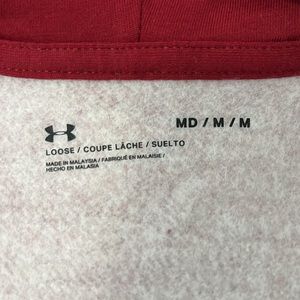 MD / M / M
LOOSE / COUPE LÂCHE / SUELTO
MADE IN MALAYSIA / FABRIQUÉ EN MALAISIE /
HECHO EN MALASIA